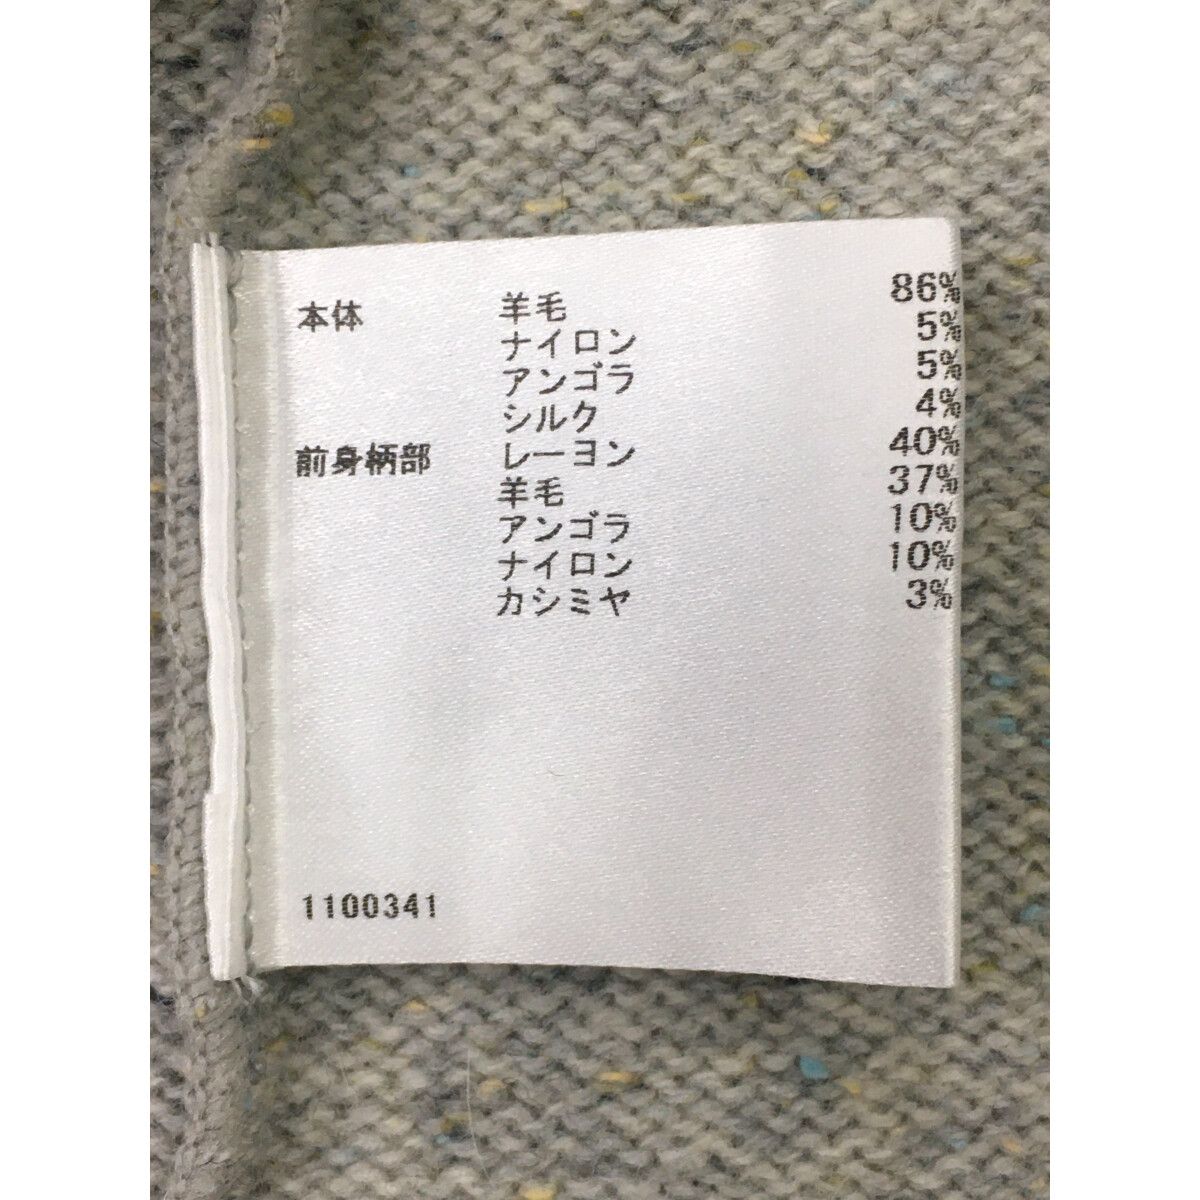 本体 羊毛 86%
ナイロン 5%
アンゴラ 5%
シルク 4%
前身柄部 レーヨン 40%
羊毛 37%
アンゴラ 10%
ナイロン 10%
カシミヤ 3%
1100341